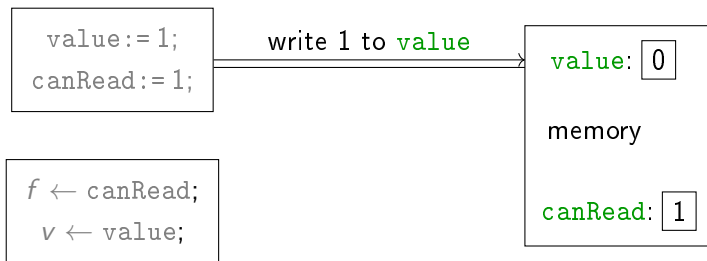 value:= 1;
canRead:= 1;
write 1 to value
value: 0
memory
canRead: 1
f ← canRead;
v ← value;